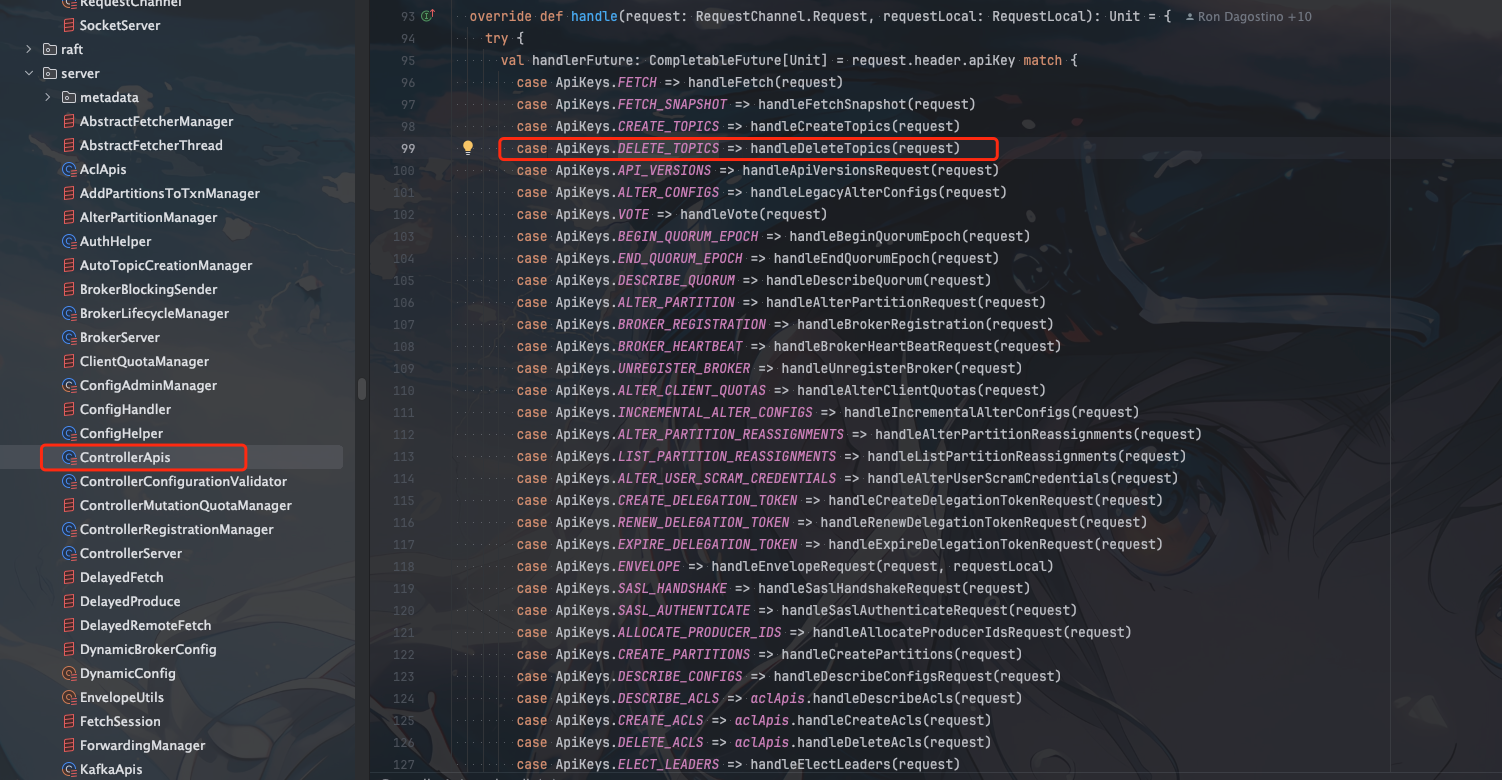 RequestChannel
SocketServer
raft
server
metadata
AbstractFetcherManager
AbstractFetcherThread
AclApis
AddPartitionsToTxnManager
AlterPartitionManager
AuthHelper
AutoTopicCreationManager
BrokerBlockingSender
BrokerLifecycleManager
BrokerServer
ClientQuotaManager
ConfigAdminManager
ConfigHandler
ConfigHelper
ControllerApis
ControllerConfigurationValidator
ControllerMutationQuotaManager
ControllerRegistrationManager
ControllerServer
DelayedFetch
DelayedProduce
DelayedRemoteFetch
DynamicBrokerConfig
DynamicConfig
EnvelopeUtils
FetchSession
ForwardingManager
KafkaApis
93 override def handle(request: RequestChannel.Request, requestLocal: RequestLocal): Unit = { Ron Dagostino +10
94 try {
95 val handlerFuture: CompletableFuture[Unit] = request.header.apiKey match {
96 case ApiKeys.FETCH => handleFetch(request)
97 case ApiKeys.FETCH_SNAPSHOT => handleFetchSnapshot(request)
98 case ApiKeys.CREATE_TOPICS => handleCreateTopics(request)
99 case ApiKeys.DELETE_TOPICS => handleDeleteTopics(request)
100 case ApiKeys.API_VERSIONS => handleApiVersionsRequest(request)
101 case ApiKeys.ALTER_CONFIGS => handleLegacyAlterConfigs(request)
102 case ApiKeys.VOTE => handleVote(request)
103 case ApiKeys.BEGIN_QUORUM_EPOCH => handleBeginQuorumEpoch(request)
104 case ApiKeys.END_QUORUM_EPOCH => handleEndQuorumEpoch(request)
105 case ApiKeys.DESCRIBE_QUORUM => handleDescribeQuorum(request)
106 case ApiKeys.ALTER_PARTITION => handleAlterPartitionRequest(request)
107 case ApiKeys.BROKER_REGISTRATION => handleBrokerRegistration(request)
108 case ApiKeys.BROKER_HEARTBEAT => handleBrokerHeartBeatRequest(request)
109 case ApiKeys.UNREGISTER_BROKER => handleUnregisterBroker(request)
110 case ApiKeys.ALTER_CLIENT_QUOTAS => handleAlterClientQuotas(request)
111 case ApiKeys.INCREMENTAL_ALTER_CONFIGS => handleIncrementalAlterConfigs(request)
112 case ApiKeys.ALTER_PARTITION_REASSIGNMENTS => handleAlterPartitionReassignments(request)
113 case ApiKeys.LIST_PARTITION_REASSIGNMENTS => handleListPartitionReassignments(request)
114 case ApiKeys.ALTER_USER_SCRAM_CREDENTIALS => handleAlterUserScramCredentials(request)
115 case ApiKeys.CREATE_DELEGATION_TOKEN => handleCreateDelegationTokenRequest(request)
116 case ApiKeys.RENEW_DELEGATION_TOKEN => handleRenewDelegationTokenRequest(request)
117 case ApiKeys.EXPIRE_DELEGATION_TOKEN => handleExpireDelegationTokenRequest(request)
118 case ApiKeys.ENVELOPE => handleEnvelopeRequest(request, requestLocal)
119 case ApiKeys.SASL_HANDSHAKE => handleSaslHandshakeRequest(request)
120 case ApiKeys.SASL_AUTHENTICATE => handleSaslAuthenticateRequest(request)
121 case ApiKeys.ALLOCATE_PRODUCER_IDS => handleAllocateProducerIdsRequest(request)
122 case ApiKeys.CREATE_PARTITIONS => handleCreatePartitions(request)
123 case ApiKeys.DESCRIBE_CONFIGS => handleDescribeConfigsRequest(request)
124 case ApiKeys.DESCRIBE_ACLS => aclApis.handleDescribeAcls(request)
125 case ApiKeys.CREATE_ACLS => aclApis.handleCreateAcls(request)
126 case ApiKeys.DELETE_ACLS => aclApis.handleDeleteAcls(request)
127 case ApiKeys.ELECT_LEADERS => handleElectLeaders(request)